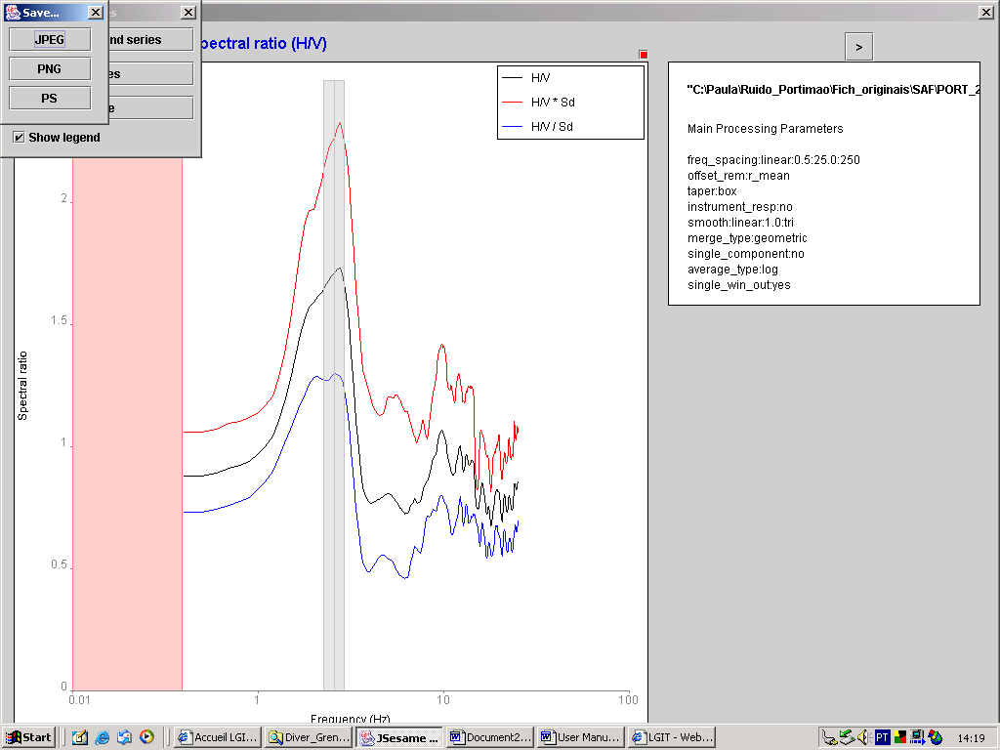 Save...
s
JPEG
nd series
PNG
es
PS
e
Show legend
pectral ratio (H/V)
>
H/V
H/V * Sd
H/V / Sd
"C:\Paula\Ruido_Portimao\Fich_originais\SAF\PORT_2
Main Processing Parameters
freq_spacing:linear:0.5:25.0:250
offset_rem:r_mean
taper:box
instrument_resp:no
smooth:linear:1.0:tri
merge_type:geometric
single_component:no
average_type:log
single_win_out:yes
2
1.5
1
0.5
0
Spectral ratio
0.01
1
10
100
Frequency (Hz)
Start
Accueil LGI...
Diver_Gren...
JSesame ...
Document2...
User Manu...
LGIT - Web...
PT
14:19